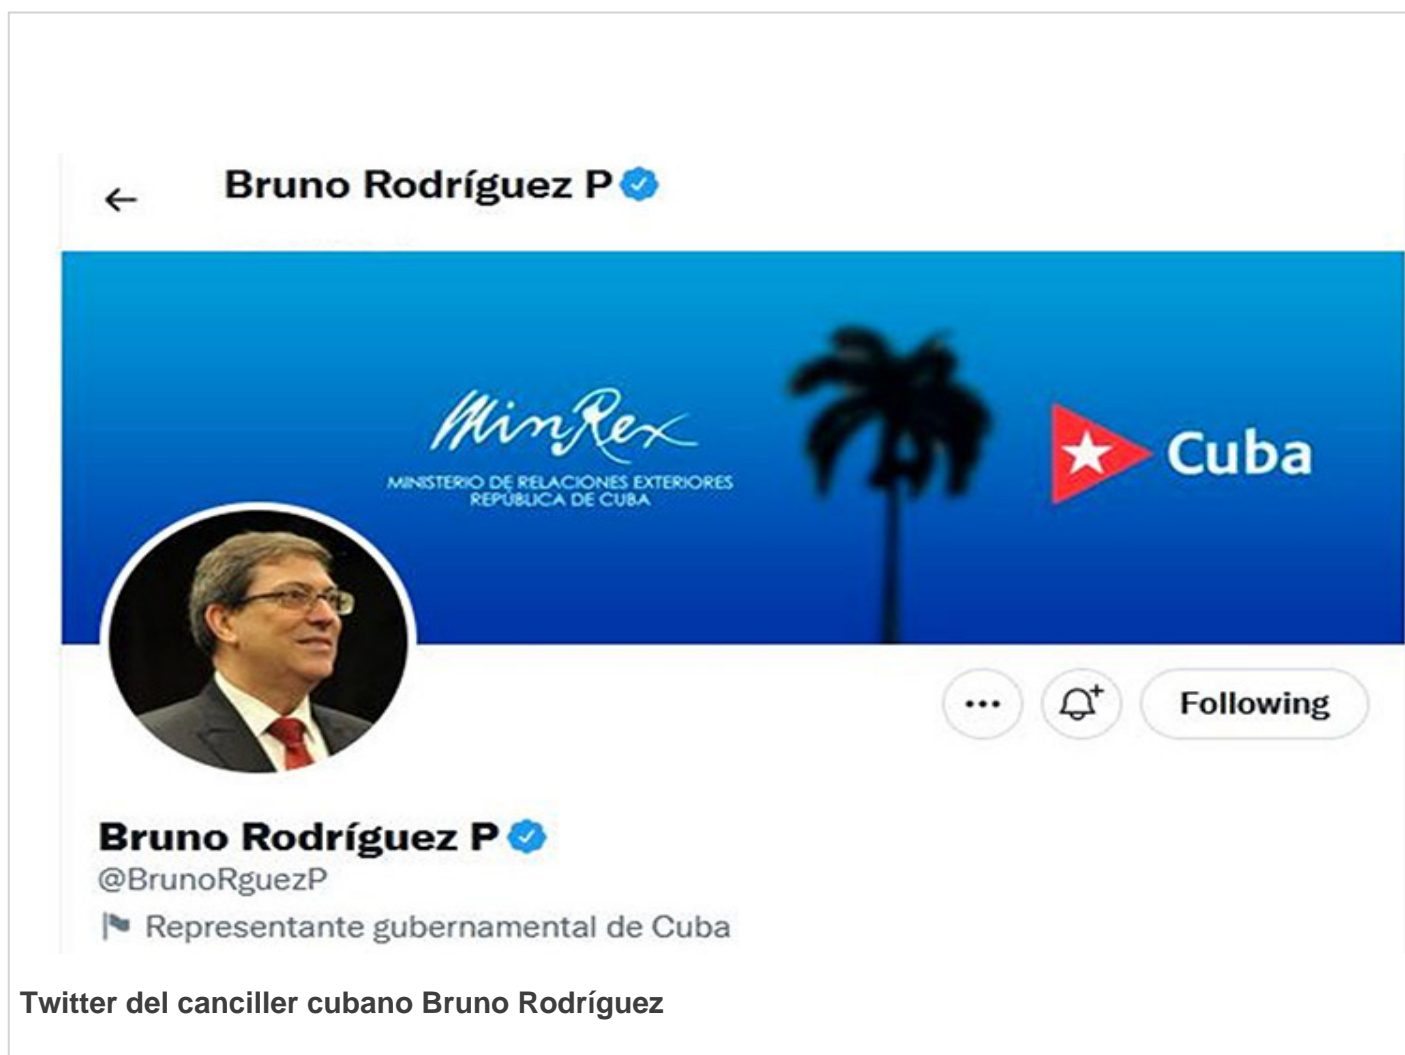 Bruno Rodríguez P
MinRex
MINISTERIO DE RELACIONES EXTERIORES
REPÚBLICA DE CUBA
Cuba
Following
Bruno Rodríguez P
@BrunoRguezP
Representante gubernamental de Cuba
Twitter del canciller cubano Bruno Rodríguez